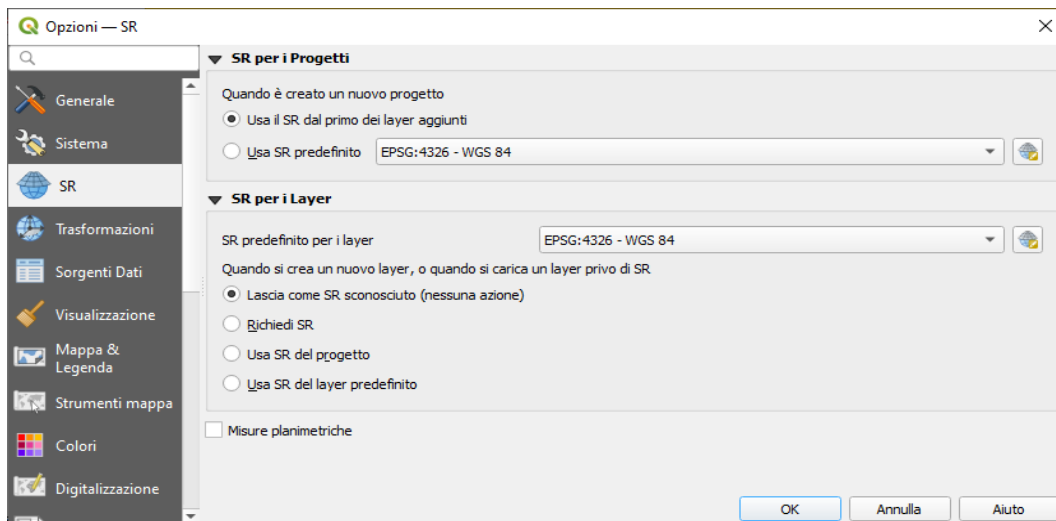 Opzioni — SR
Generale
Sistema
SR
Trasformazioni
Sorgenti Dati
Visualizzazione
Mappa &
Legenda
Strumenti mappa
Colori
Digitalizzazione
SR per i Progetti
Quando è creato un nuovo progetto
Usa il SR dal primo dei layer aggiunti
Usa SR predefinito EPSG:4326 - WGS 84
SR per i Layer
SR predefinito per i layer EPSG:4326 - WGS 84
Quando si crea un nuovo layer, o quando si carica un layer privo di SR
Lascia come SR sconosciuto (nessuna azione)
Richiedi SR
Usa SR del progetto
Usa SR del layer predefinito
Misure planimetriche
OK Annulla Aiuto